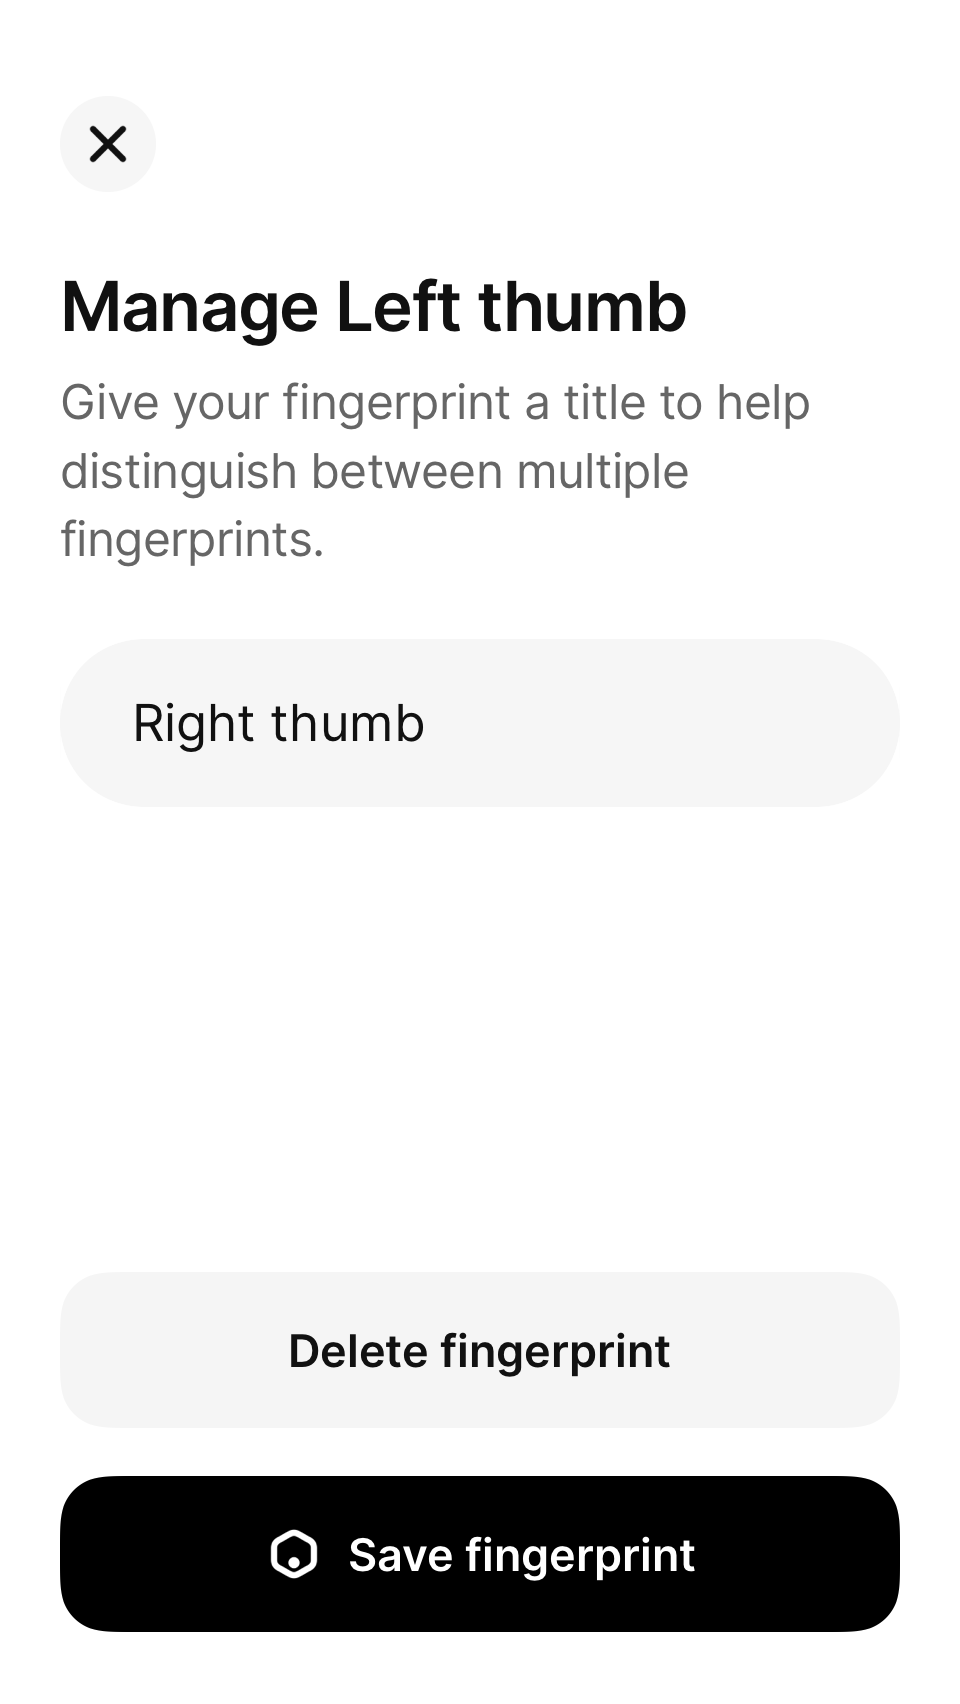 Manage Left thumb
Give your fingerprint a title to help
distinguish between multiple
fingerprints.
Right thumb
Delete fingerprint
Save fingerprint